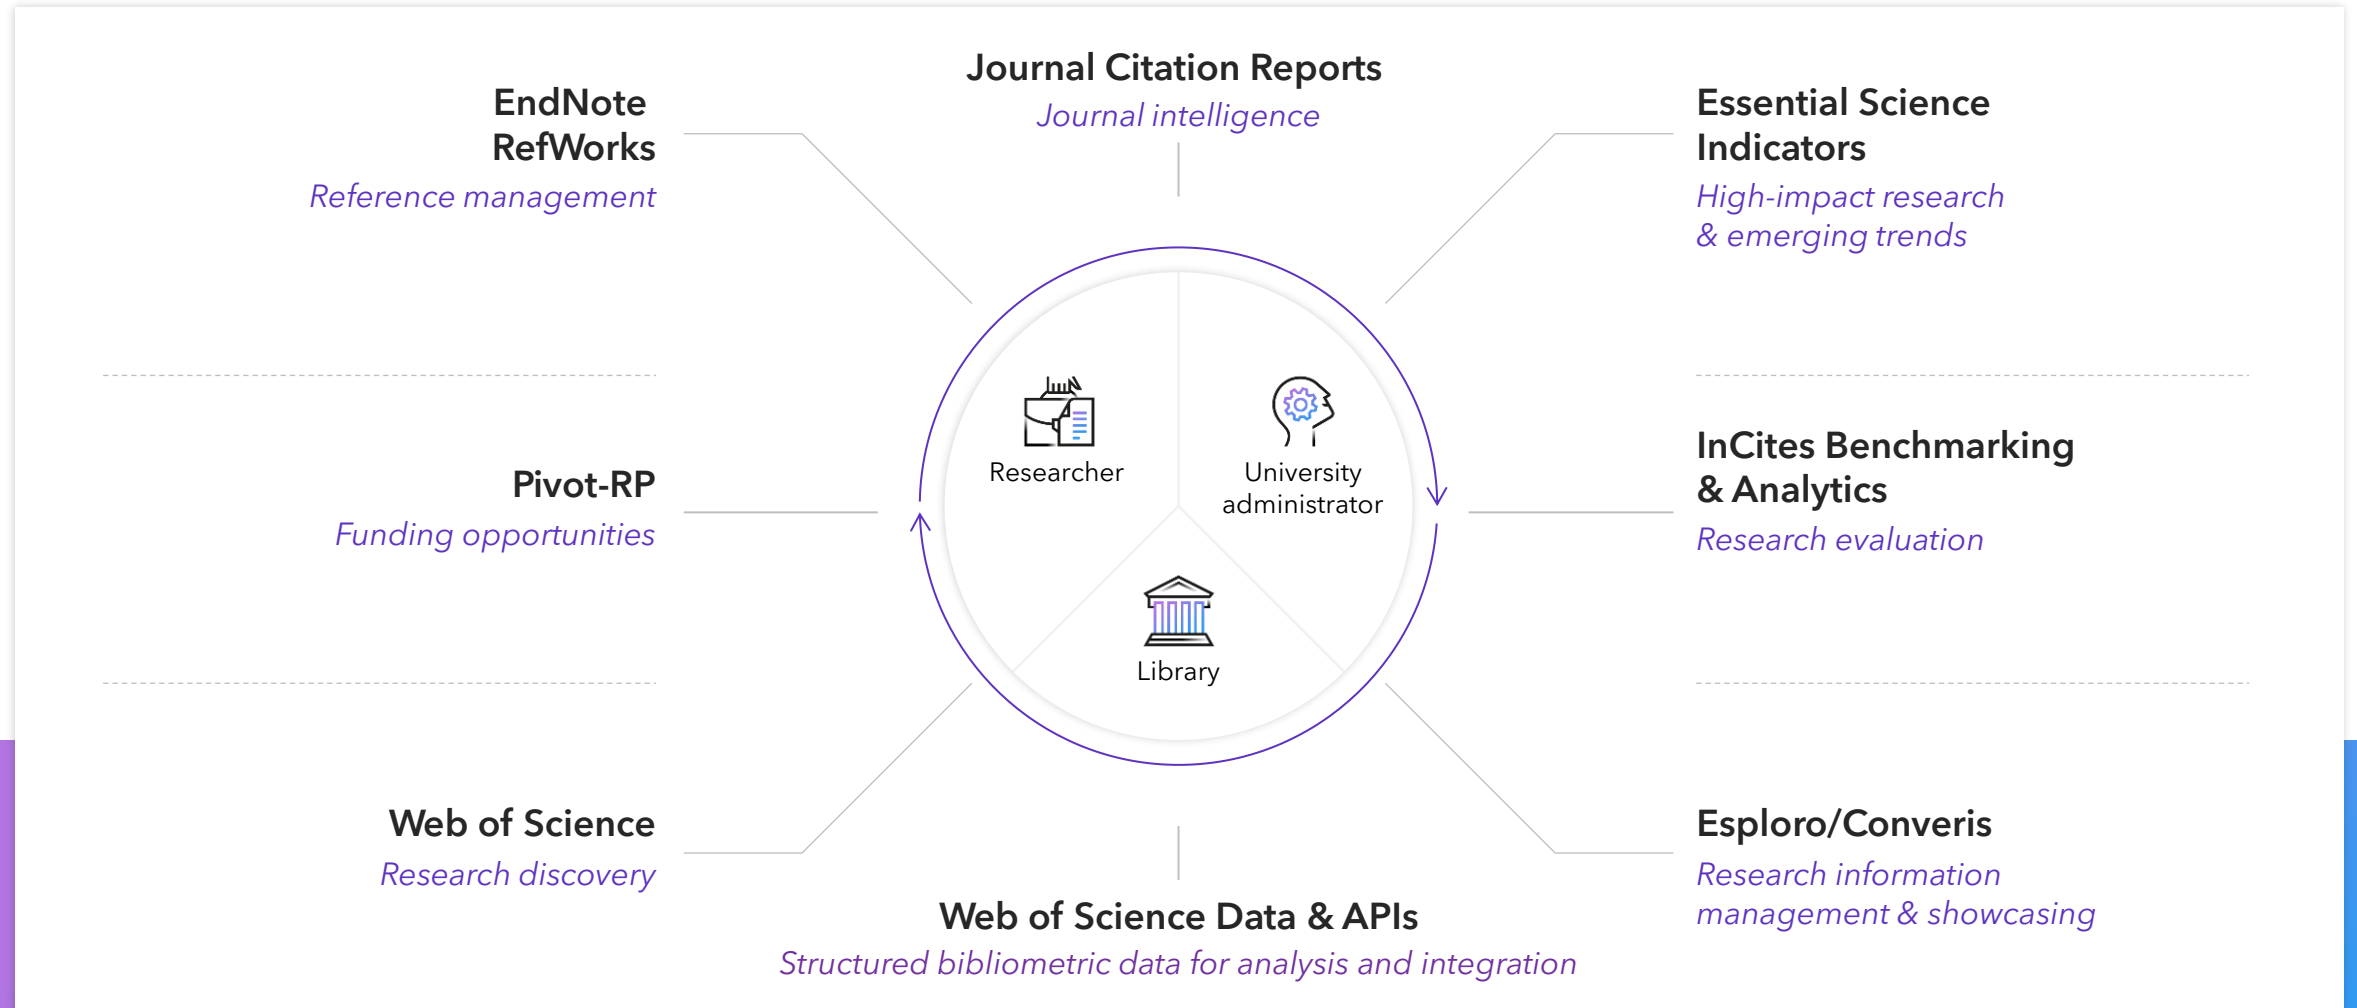 Journal Citation Reports
Journal intelligence
EndNote
RefWorks
Reference management
Essential Science
Indicators
High-impact research
& emerging trends
Pivot-RP
Funding opportunities
Researcher
University
administrator
Library
InCites Benchmarking
& Analytics
Research evaluation
Web of Science
Research discovery
Esploro/Converis
Research information
management & showcasing
Web of Science Data & APIs
Structured bibliometric data for analysis and integration